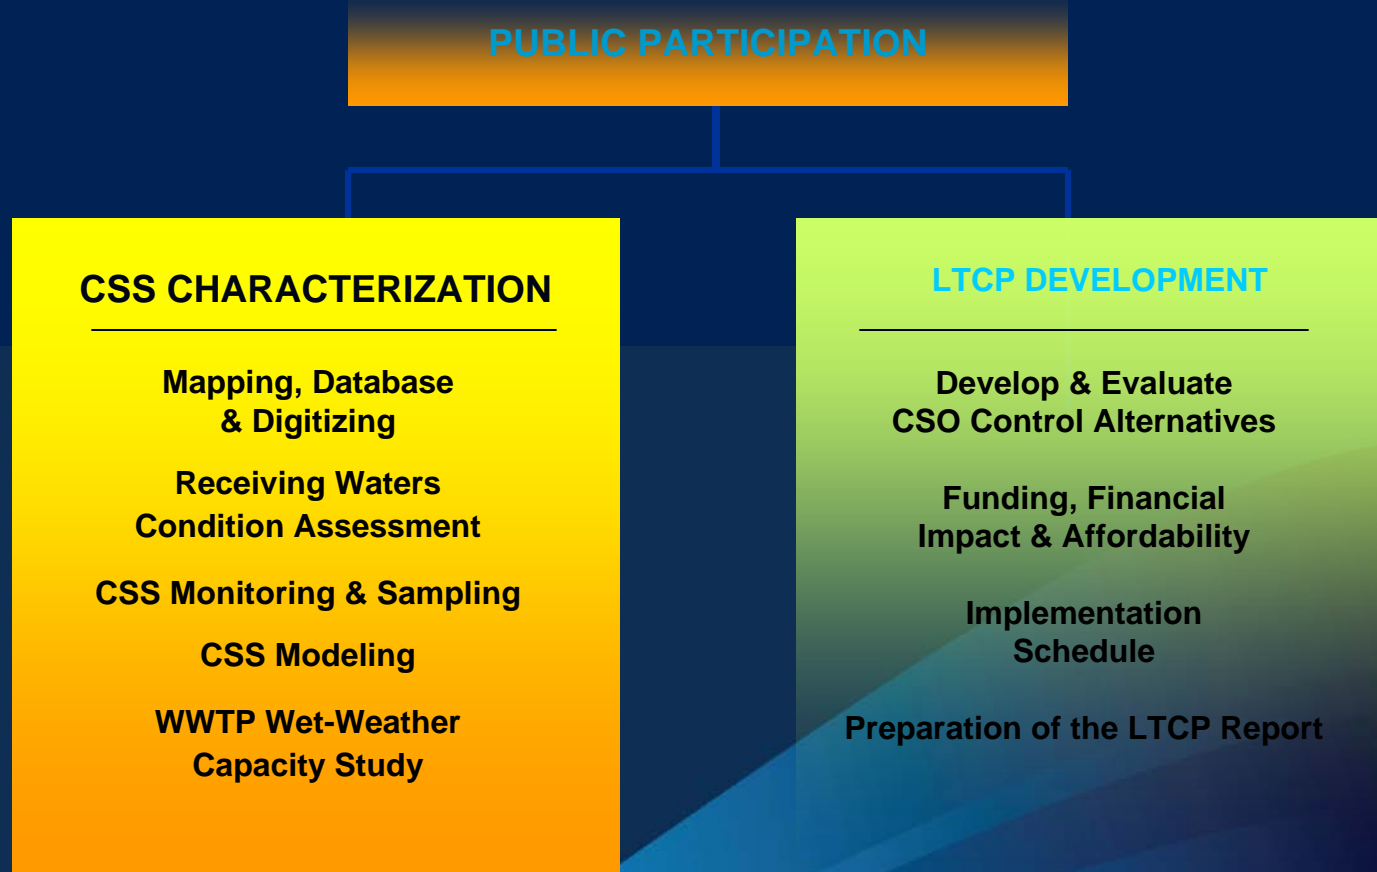 PUBLIC PARTICIPATION
CSS CHARACTERIZATION
Mapping, Database
& Digitizing
Receiving Waters
Condition Assessment
CSS Monitoring & Sampling
CSS Modeling
WWTP Wet-Weather
Capacity Study
LTCP DEVELOPMENT
Develop & Evaluate
CSO Control Alternatives
Funding, Financial
Impact & Affordability
Implementation
Schedule
Preparation of the LTCP Report